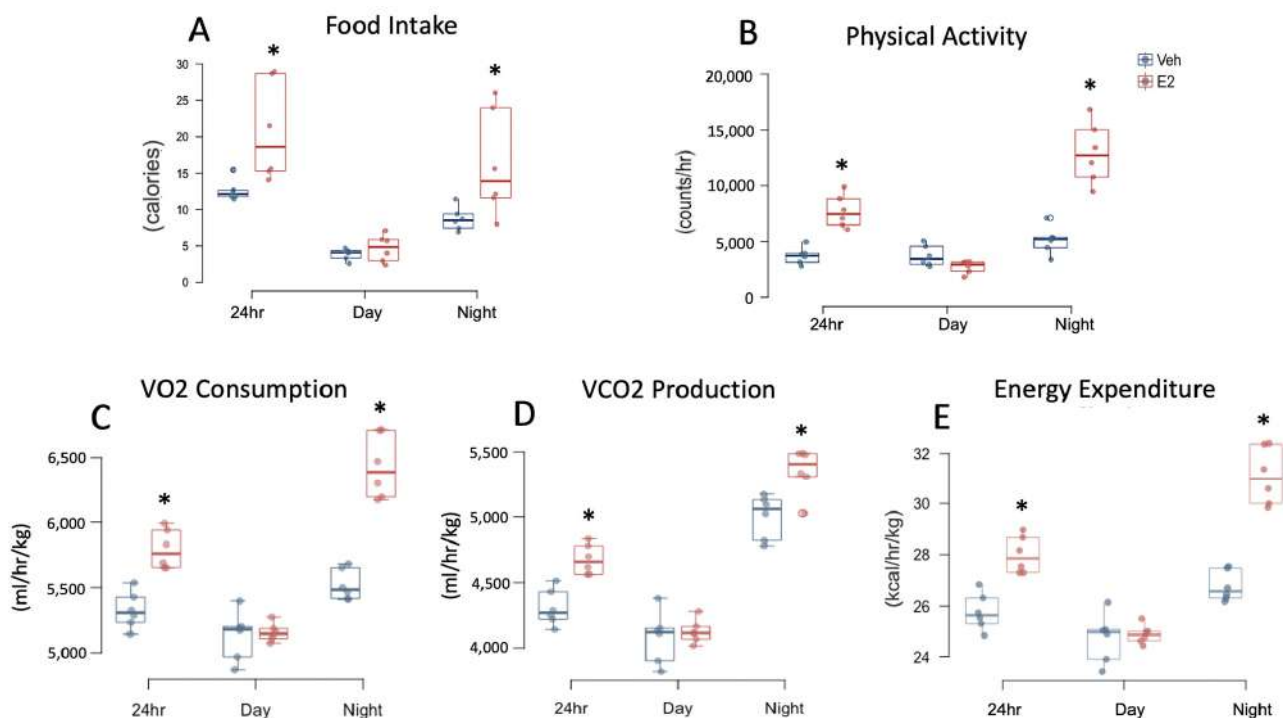 A
Food Intake
*
*
30
25
20
15
10
5
0
(calories)
24hr
Day
Night
B
Physical Activity
Veh
E2
*
*
20,000
15,000
10,000
5,000
0
(counts/hr)
24hr
Day
Night
C
VO2 Consumption
*
*
6,500
6,000
5,500
5,000
(ml/hr/kg)
24hr
Day
Night
D
VCO2 Production
*
*
5,500
5,000
4,500
4,000
(ml/hr/kg)
24hr
Day
Night
E
Energy Expenditure
*
*
32
30
28
26
24
(kcal/hr/kg)
24hr
Day
Night